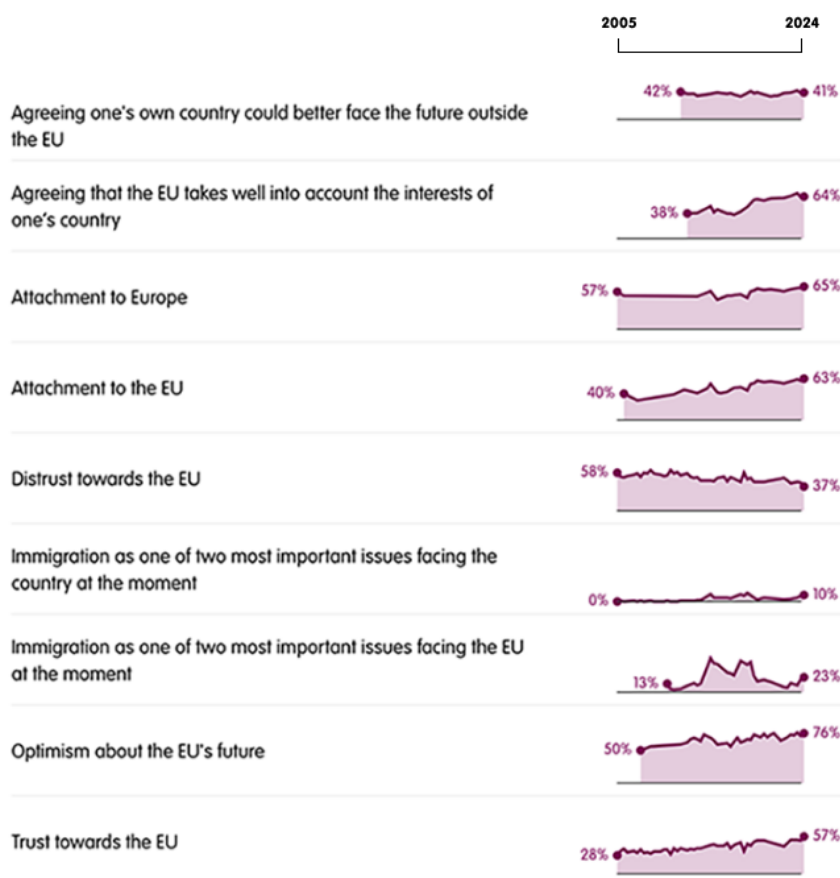 2005 2024
42% 41%
Agreeing one's own country could better face the future outside
the EU
Agreeing that the EU takes well into account the interests of
one's country
38% 64%
Attachment to Europe
57% 65%
Attachment to the EU
40% 63%
Distrust towards the EU
58% 37%
Immigration as one of two most important issues facing the
country at the moment
0% 10%
Immigration as one of two most important issues facing the EU
at the moment
13% 23%
Optimism about the EU's future
50% 76%
Trust towards the EU
28% 57%